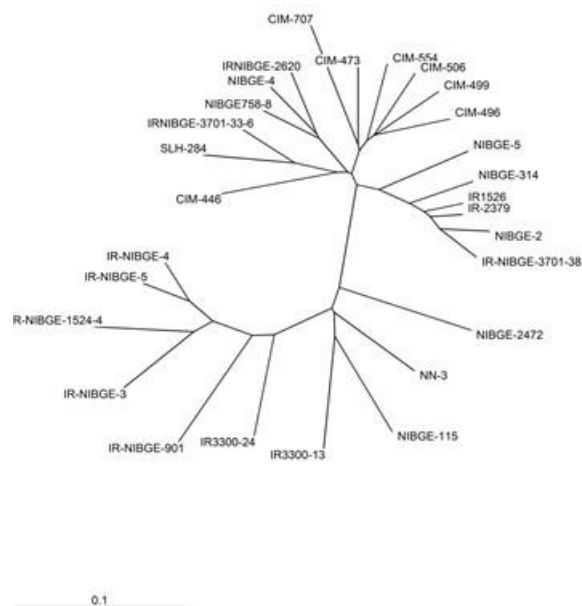 CIM-707
CIM-473
CIM-554
CIM-506
IRNIBGE-2620
NIBGE-4
CIM-499
NIBGE758-8
CIM-496
IRNIBGE-3701-33-6
NIBGE-5
SLH-284
NIBGE-314
CIM-446
IR1526
IR-2379
NIBGE-2
IR-NIBGE-3701-38
IR-NIBGE-4
IR-NIBGE-5
R-NIBGE-1524-4
NIBGE-2472
NN-3
IR-NIBGE-3
NIBGE-115
IR3300-24
IR-NIBGE-901
IR3300-13
0.1